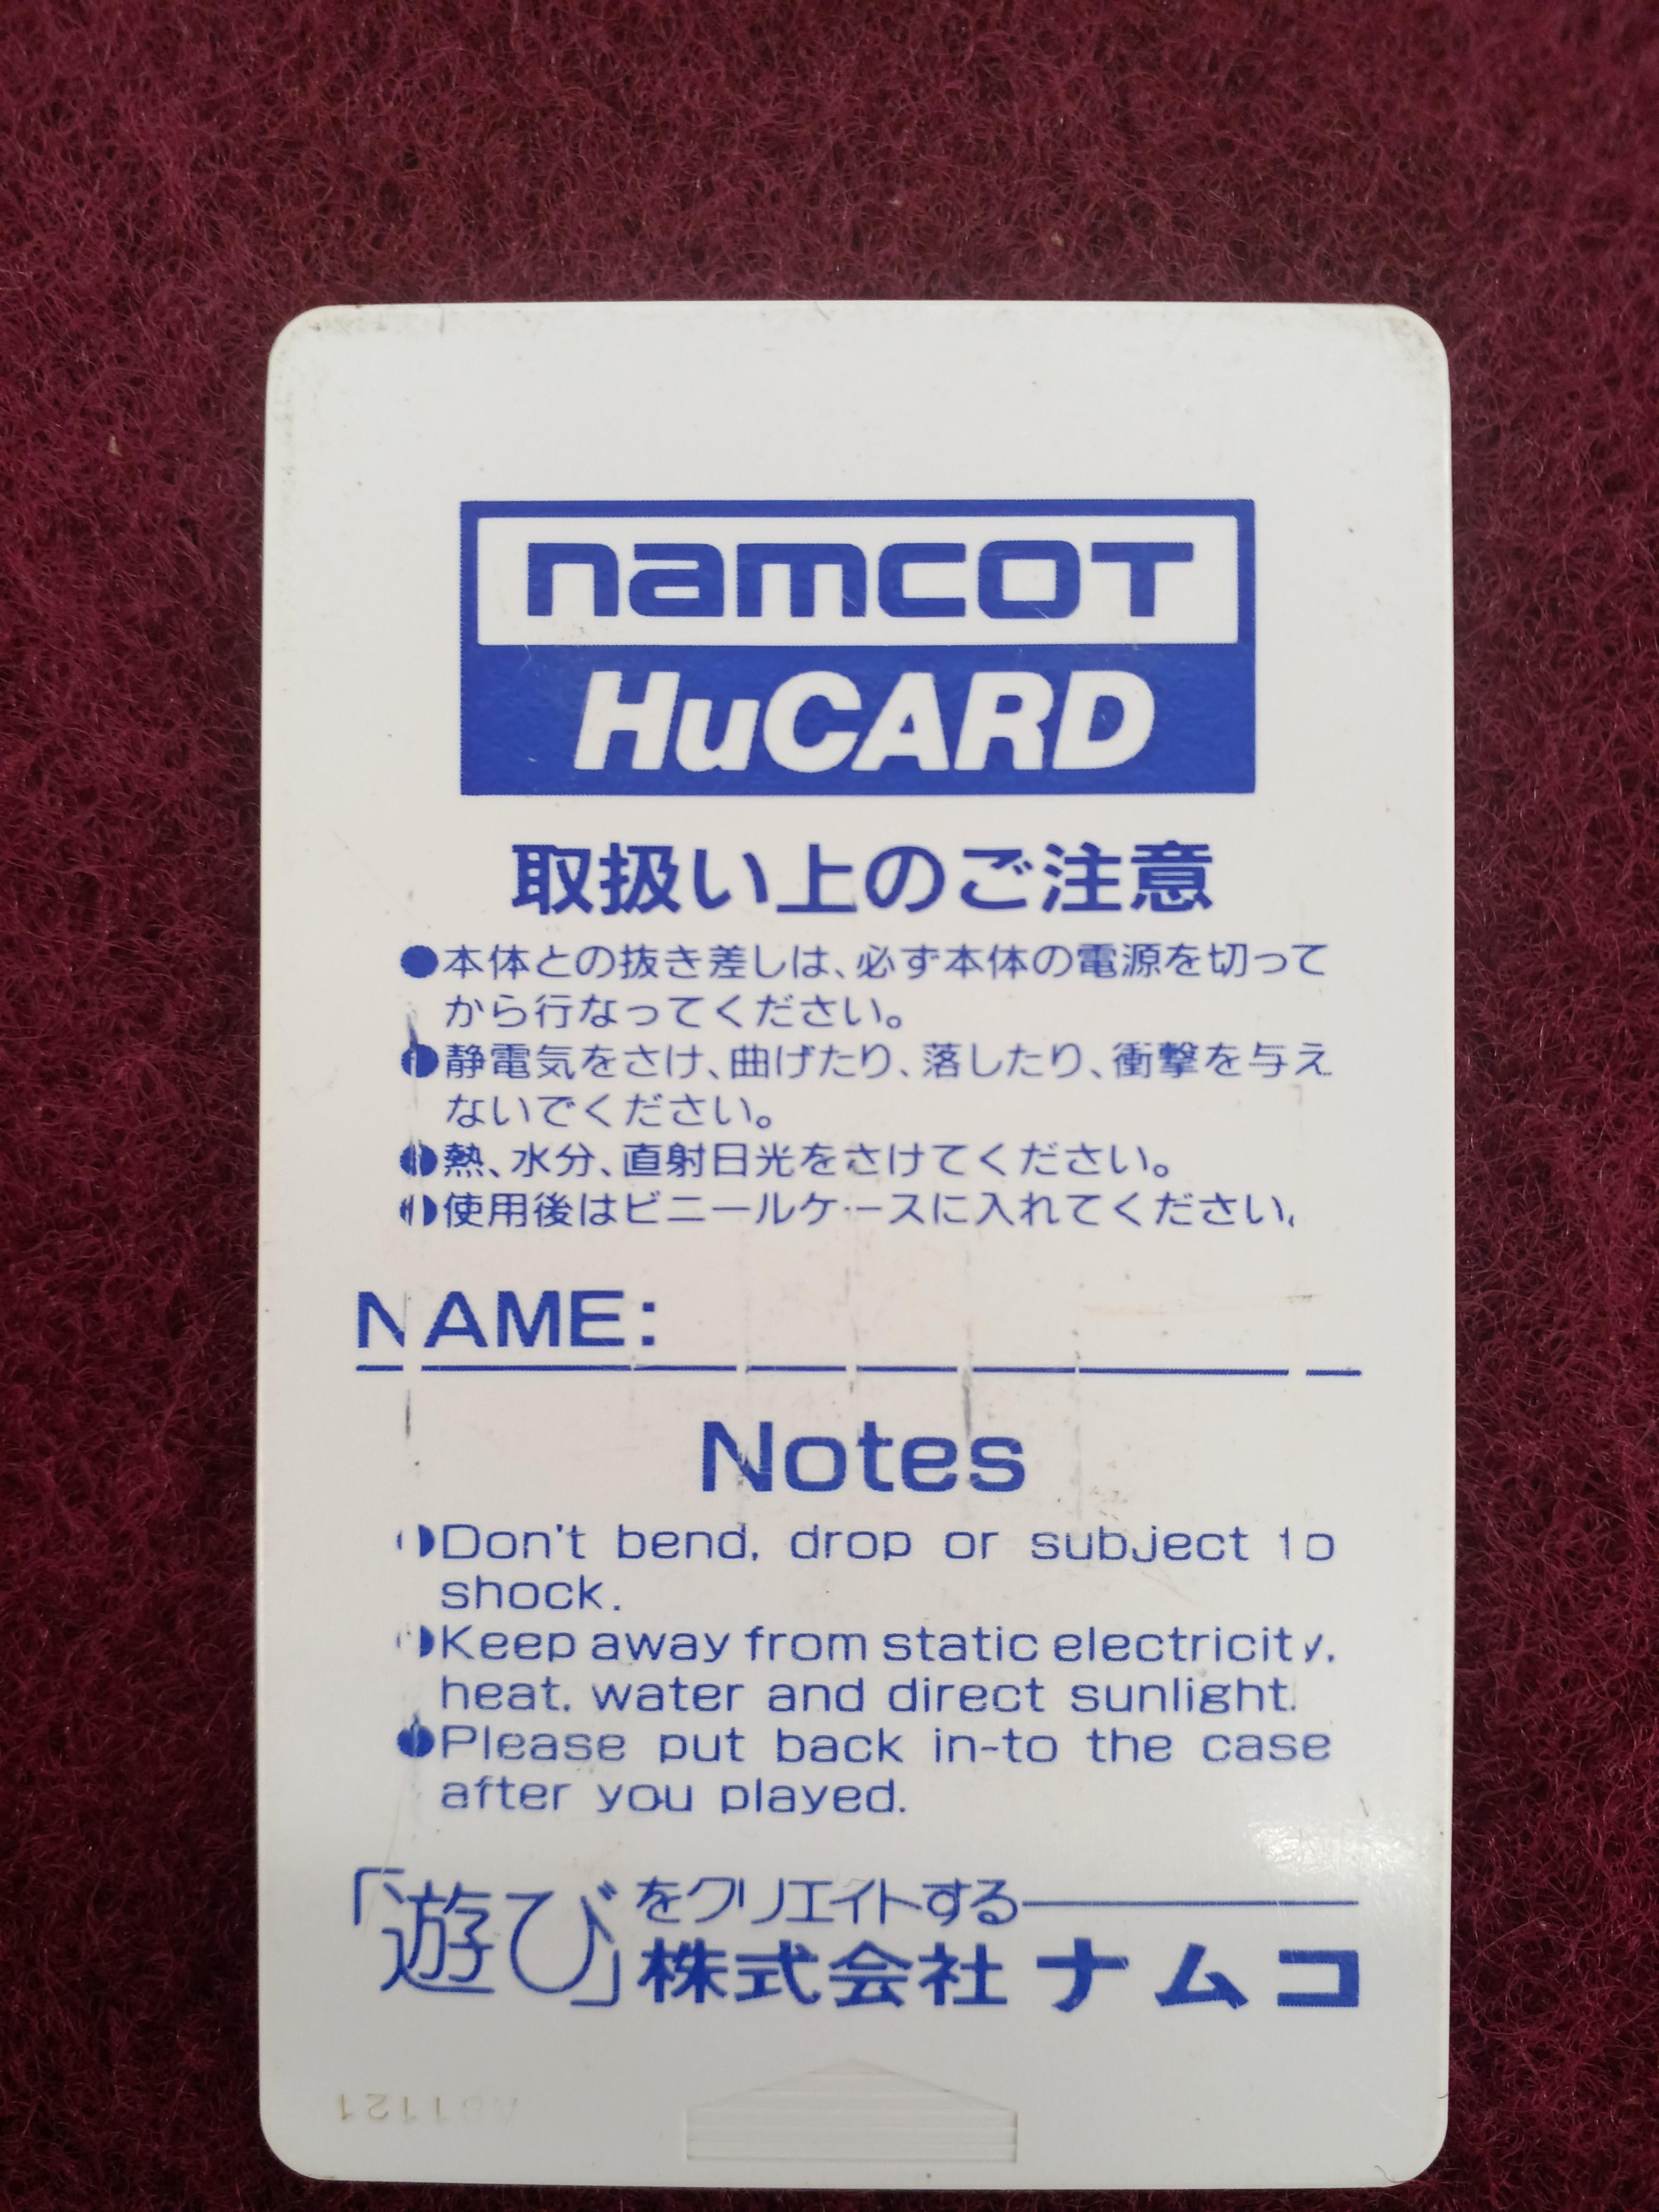 namcoT
HuCARD
取扱い上のご注意
●本体との抜き差しは、必ず本体の電源を切って
から行なってください。
●静電気をさけ、曲げたり、落したり、衝撃を与え
ないでください。
●熱、水分、直射日光をさけてください。
●使用後はビニールケースに入れてください。
NAME:
Notes
●Don't bend, drop or subject to
shock.
●Keep away from static electricity,
heat, water and direct sunlight.
●Please put back in-to the case
after you played.
「遊び」をクリエイトする
株式会社ナムコ